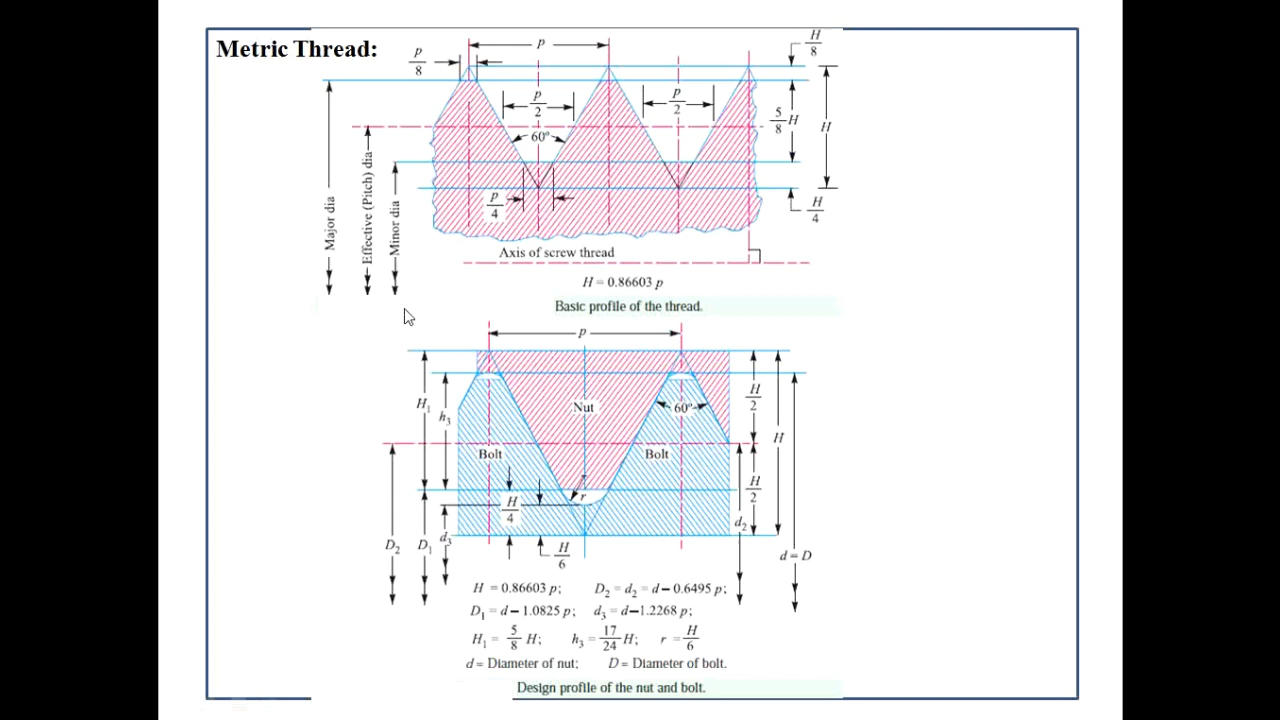 Metric Thread:
p
H/8
p/8
p/2
p/2
5/8 H
H
60°
p/4
H/4
Major dia
Effective (Pitch) dia
Minor dia
Axis of screw thread
H = 0.86603 p
Basic profile of the thread.
p
H/2
H₁
h₃
Nut
60°
H
Bolt
Bolt
r
H/4
H/2
d₂
D₂
D₁
d₃
H/6
d = D
H = 0.86603 p; D₂ = d₂ = d – 0.6495 p;
D₁ = d – 1.0825 p; d₃ = d–1.2268 p;
H₁ = 5/8 H; h₃ = 17/24 H; r = H/6
d = Diameter of nut; D = Diameter of bolt.
Design profile of the nut and bolt.